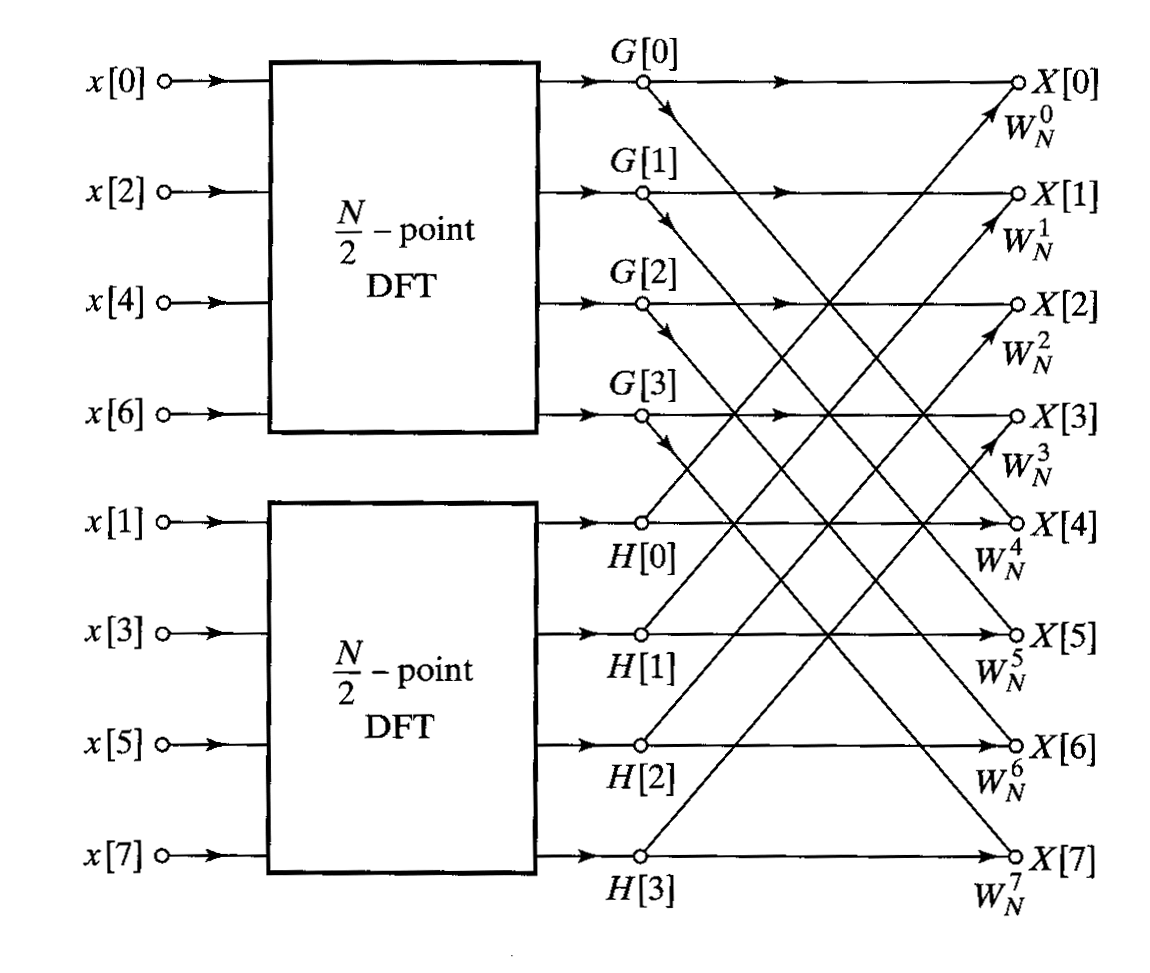 G[0]
x[0] X[0]
W_N^0
G[1]
x[2] X[1]
W_N^1
N/2 – point
DFT
G[2]
x[4] X[2]
W_N^2
G[3]
x[6] X[3]
W_N^3
x[1] X[4]
H[0] W_N^4
x[3] X[5]
H[1] W_N^5
N/2 – point
DFT
x[5] X[6]
H[2] W_N^6
x[7] X[7]
H[3] W_N^7